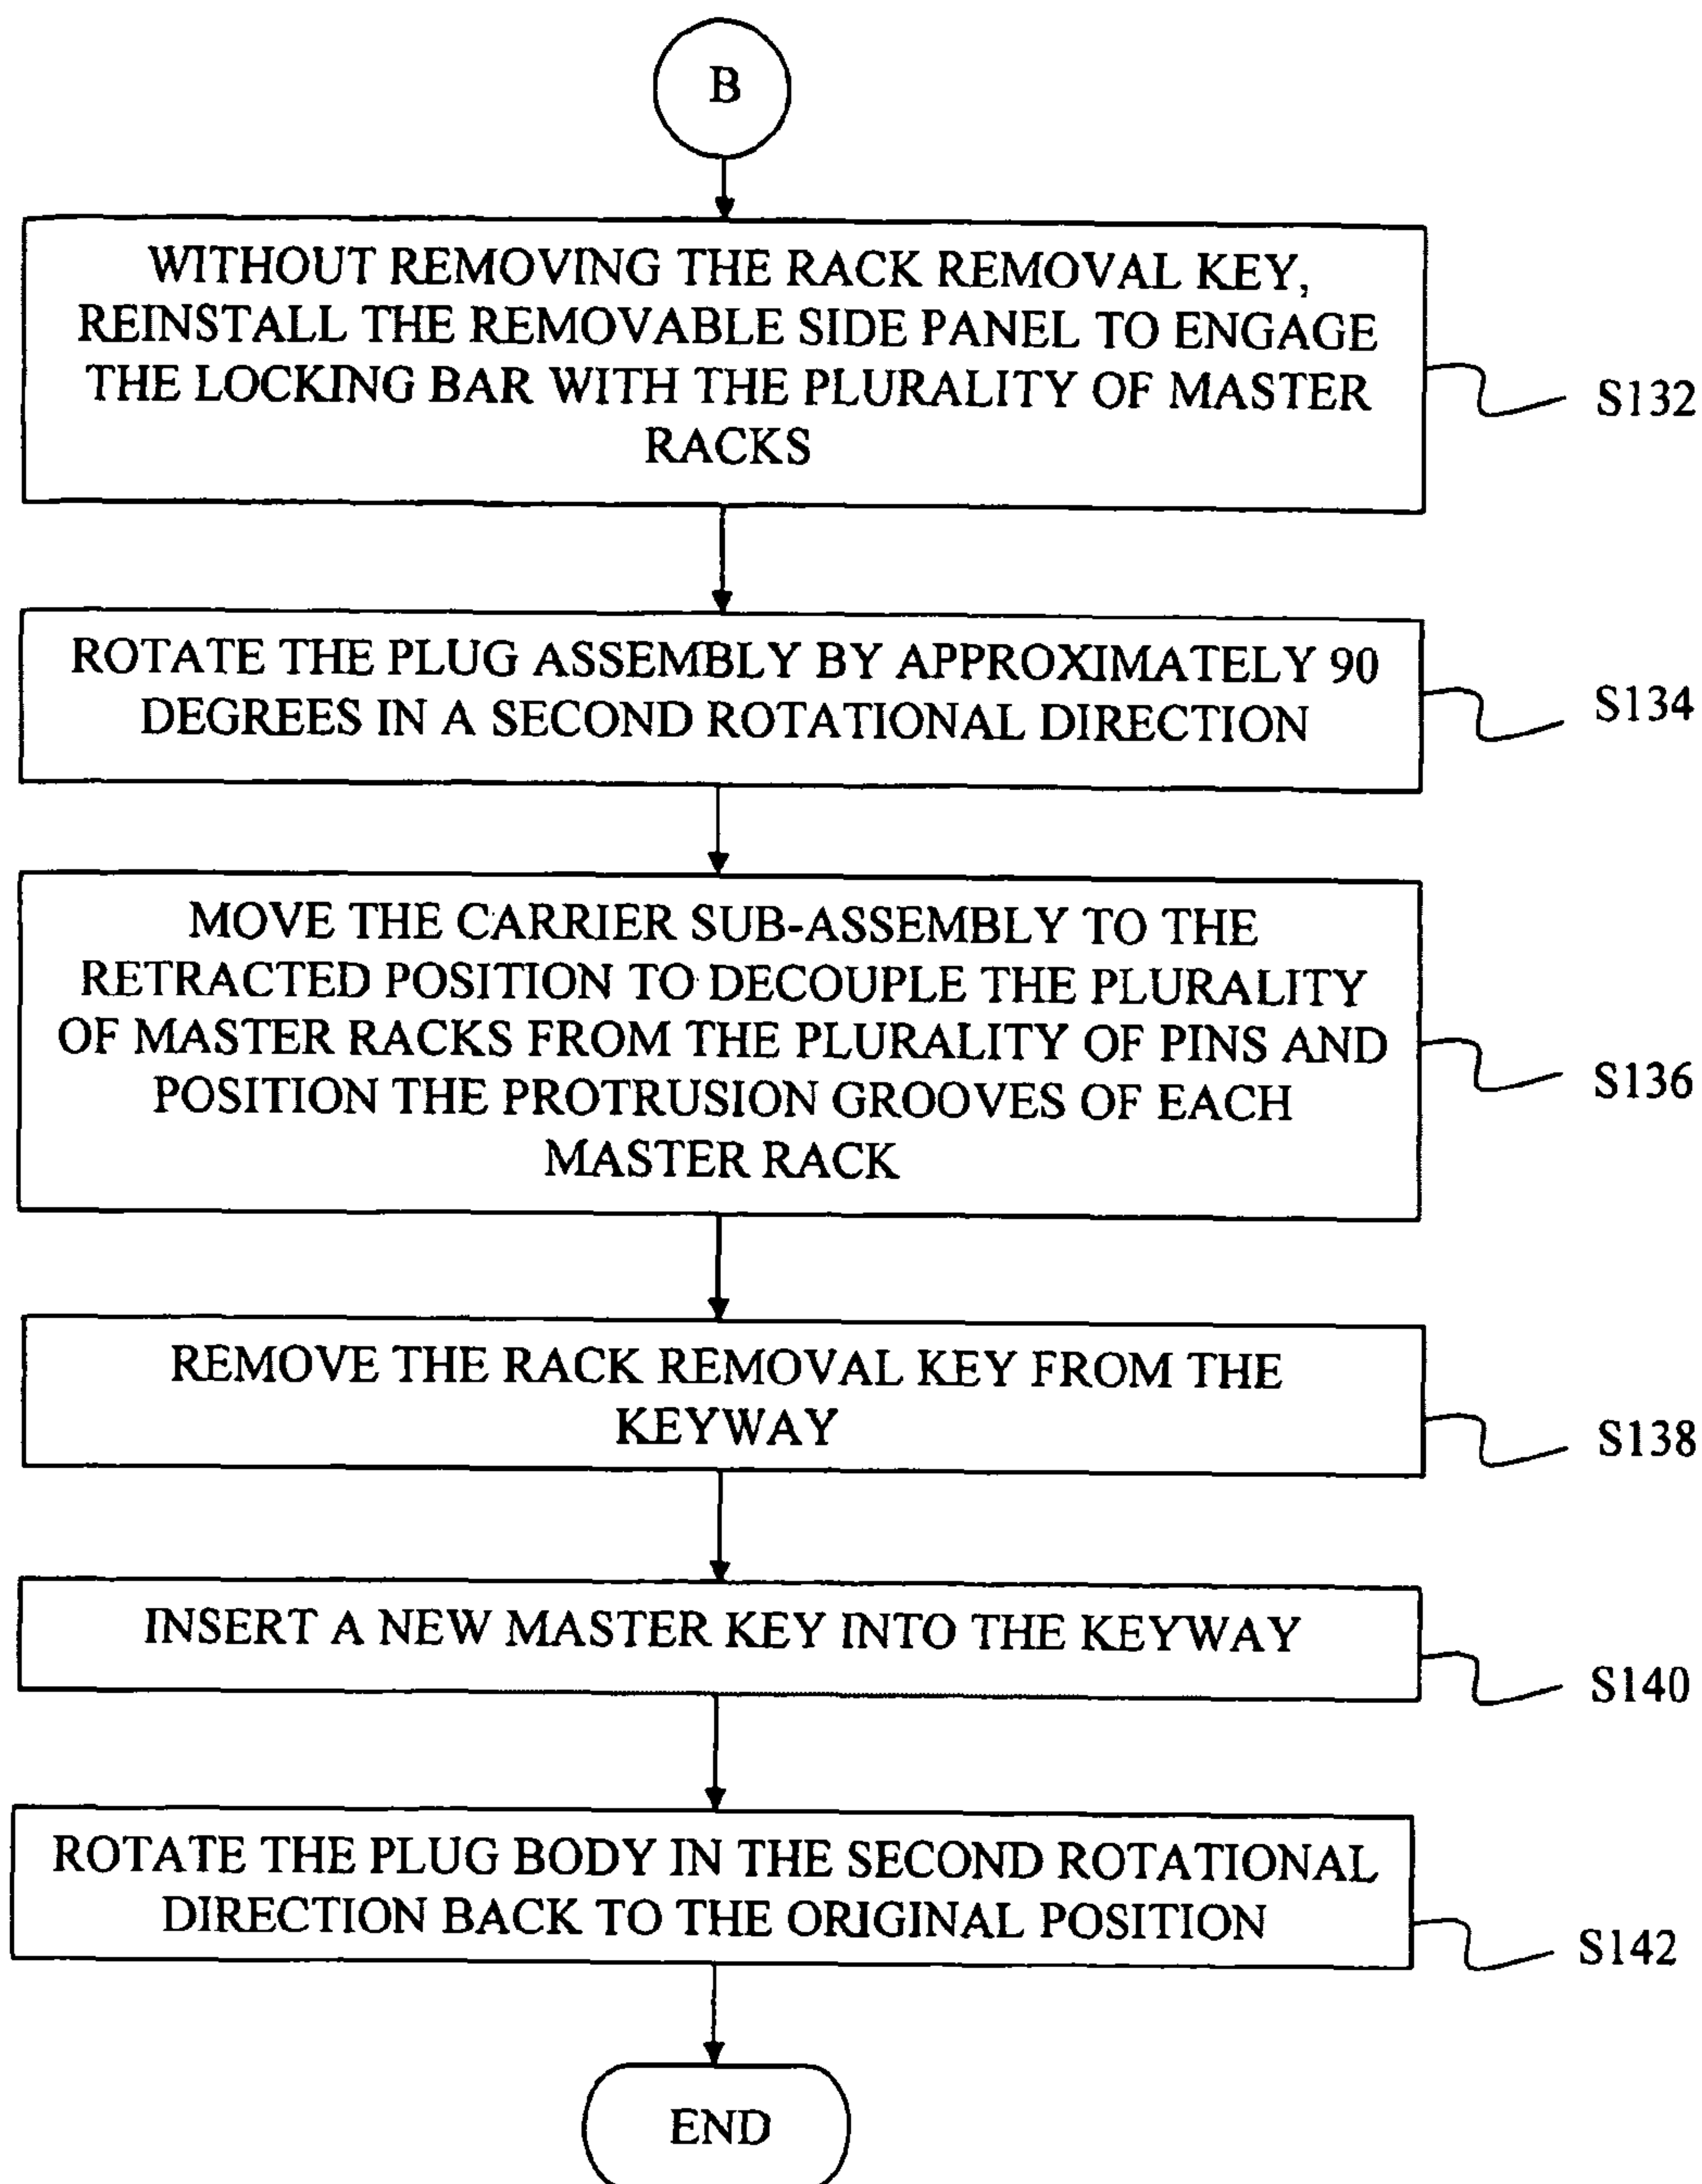 B
WITHOUT REMOVING THE RACK REMOVAL KEY,
REINSTALL THE REMOVABLE SIDE PANEL TO ENGAGE
THE LOCKING BAR WITH THE PLURALITY OF MASTER
RACKS
S132
ROTATE THE PLUG ASSEMBLY BY APPROXIMATELY 90
DEGREES IN A SECOND ROTATIONAL DIRECTION
S134
MOVE THE CARRIER SUB-ASSEMBLY TO THE
RETRACTED POSITION TO DECOUPLE THE PLURALITY
OF MASTER RACKS FROM THE PLURALITY OF PINS AND
POSITION THE PROTRUSION GROOVES OF EACH
MASTER RACK
S136
REMOVE THE RACK REMOVAL KEY FROM THE
KEYWAY
S138
INSERT A NEW MASTER KEY INTO THE KEYWAY
S140
ROTATE THE PLUG BODY IN THE SECOND ROTATIONAL
DIRECTION BACK TO THE ORIGINAL POSITION
S142
END